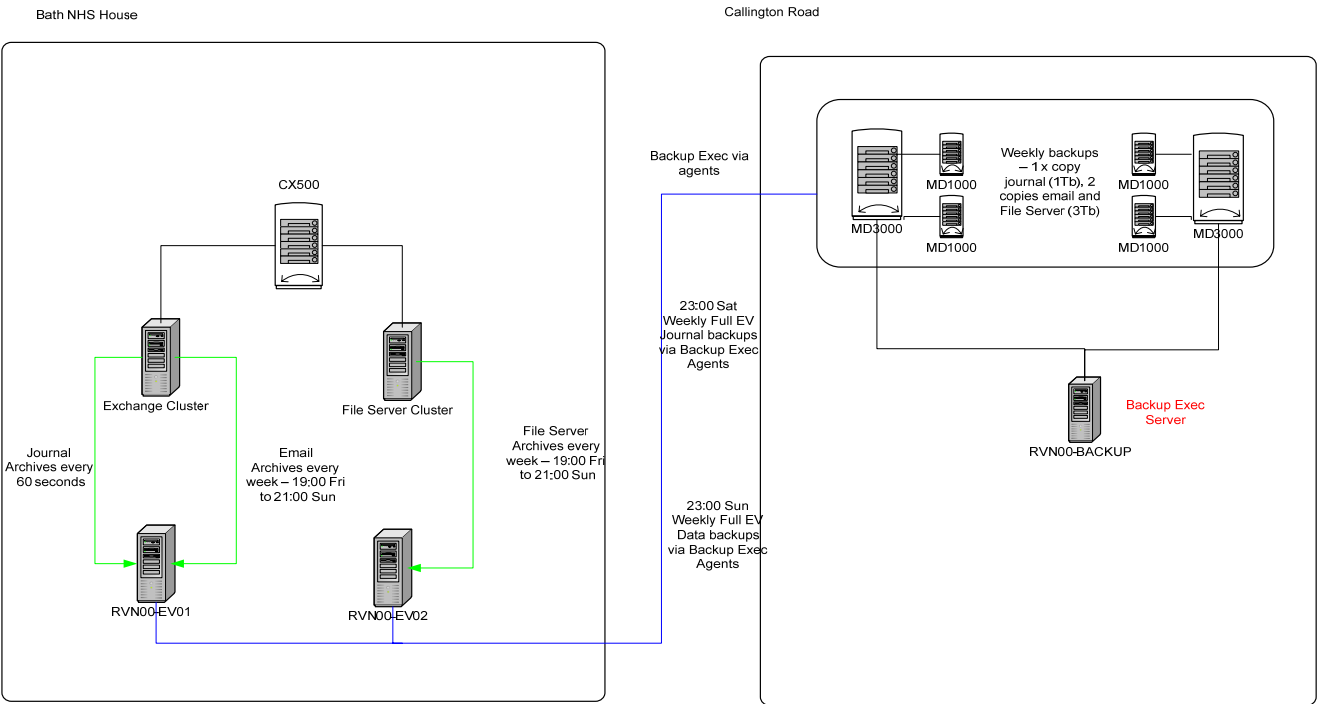 Bath NHS House
Callington Road
CX500
Exchange Cluster
File Server Cluster
Journal
Archives every
60 seconds
Email
Archives every
week – 19:00 Fri
to 21:00 Sun
File Server
Archives every
week – 19:00 Fri
to 21:00 Sun
RVN00-EV01
RVN00-EV02
Backup Exec via
agents
23:00 Sat
Weekly Full EV
Journal backups
via Backup Exec
Agents
23:00 Sun
Weekly Full EV
Data backups
via Backup Exec
Agents
MD3000
MD1000
MD1000
Weekly backups
– 1 x copy
journal (1Tb), 2
copies email and
File Server (3Tb)
MD1000
MD1000
MD3000
RVN00-BACKUP
Backup Exec
Server